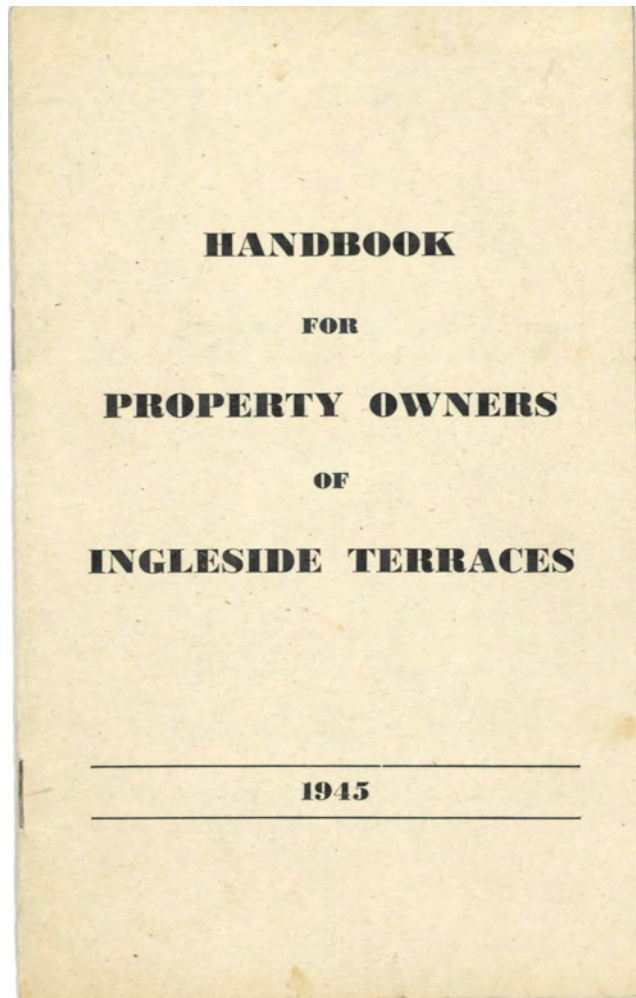 HANDBOOK
FOR
PROPERTY OWNERS
OF
INGLESIDE TERRACES
1945